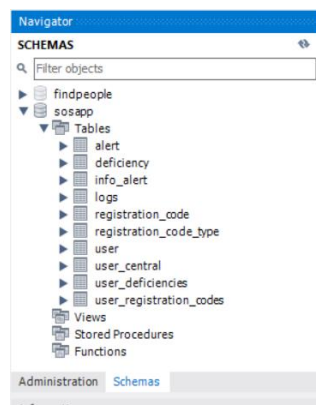 Navigator
SCHEMAS
Filter objects
findpeople
sosapp
Tables
alert
deficiency
info_alert
logs
registration_code
registration_code_type
user
user_central
user_deficiencies
user_registration_codes
Views
Stored Procedures
Functions
Administration Schemas